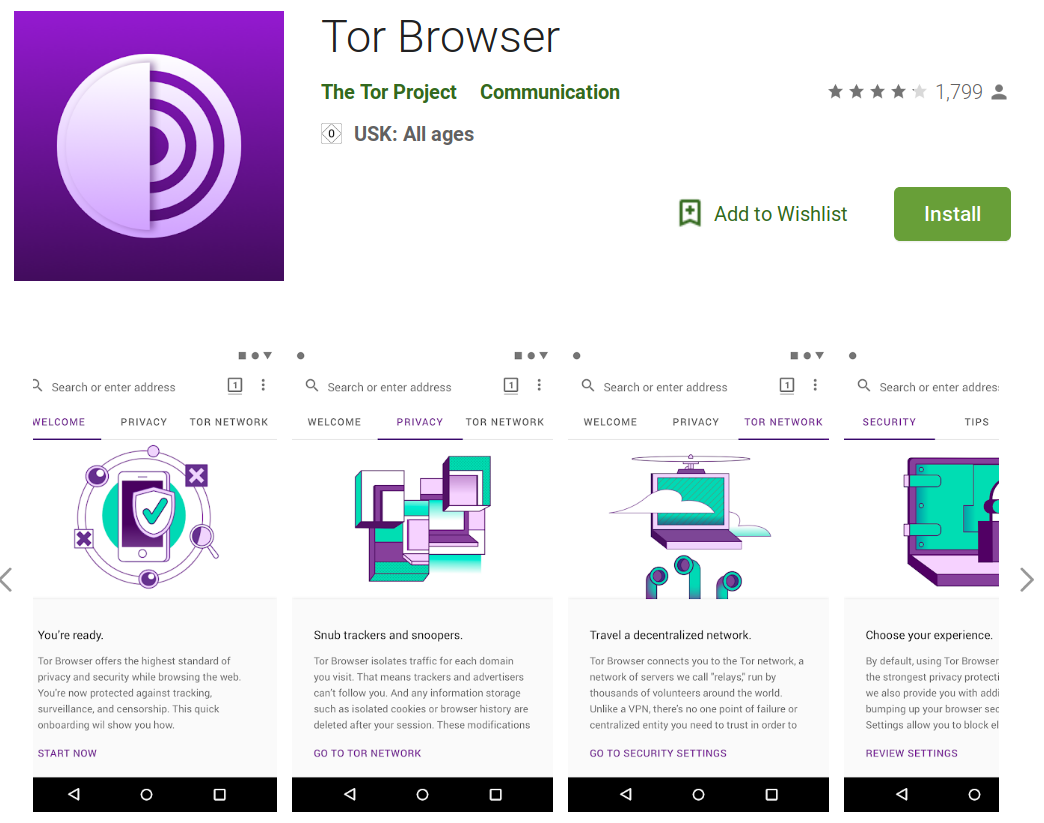 Tor Browser
The Tor Project Communication
1,799
0 USK: All ages
Add to Wishlist
Install
Search or enter address 1
WELCOME PRIVACY TOR NETWORK
You're ready.
Tor Browser offers the highest standard of
privacy and security while browsing the web.
You're now protected against tracking,
surveillance, and censorship. This quick
onboarding wil show you how.
START NOW
Search or enter address 1
WELCOME PRIVACY TOR NETWORK
Snub trackers and snoopers.
Tor Browser isolates traffic for each domain
you visit. That means trackers and advertisers
can't follow you. And any information storage
such as isolated cookies or browser history are
deleted after your session. These modifications
GO TO TOR NETWORK
Search or enter address 1
WELCOME PRIVACY TOR NETWORK
Travel a decentralized network.
Tor Browser connects you to the Tor network, a
network of servers we call "relays," run by
thousands of volunteers around the world.
Unlike a VPN, there's no one point of failure or
centralized entity you need to trust in order to
GO TO SECURITY SETTINGS
Search or enter addres
SECURITY TIPS
Choose your experience.
By default, using Tor Browser
the strongest privacy protecti
we also provide you with addi
bumping up your browser sec
Settings allow you to block el
REVIEW SETTINGS